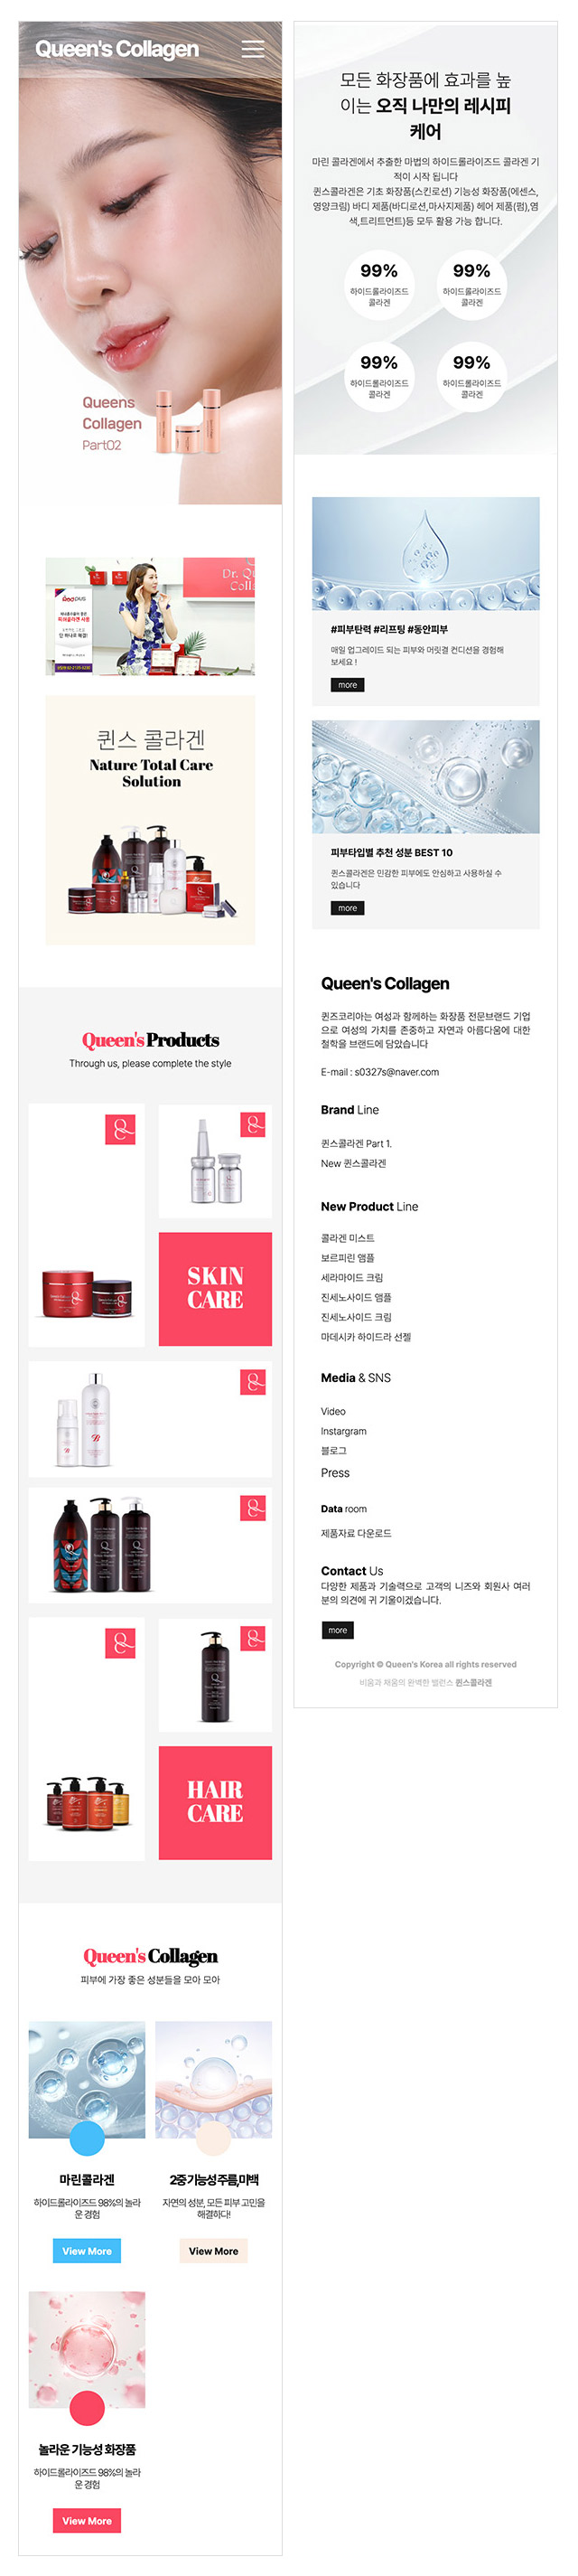 Queen's Collagen
Queens
Collagen
Part02
Dr. Qu
Coll
medplus
퀸스 콜라겐
Nature Total Care
Solution
Queen's Products
Through us, please complete the style
SKIN
CARE
HAIR
CARE
Queen's Collagen
피부에 가장 좋은 성분들을 모아 모아
마린콜라겐
하이드롤라이즈드 98%의 놀라
운 경험
View More
2중기능성주름,미백
자연의 성분, 모든 피부 고민을
해결하다!
View More
놀라운 기능성 화장품
하이드롤라이즈드 98%의 놀라
운 경험
View More
모든 화장품에 효과를 높
이는 오직 나만의 레시피
케어
마린 콜라겐에서 추출한 마법의 하이드롤라이즈드 콜라겐 기
적이 시작 됩니다
퀸스콜라겐은 기초 화장품(스킨로션) 기능성 화장품(에센스,
영양크림) 바디 제품(바디로션,마사지제품) 헤어 제품(펌),염
색,트리트먼트)등 모두 활용 가능 합니다.
99%
하이드롤라이즈드
콜라겐
99%
하이드롤라이즈드
콜라겐
99%
하이드롤라이즈드
콜라겐
99%
하이드롤라이즈드
콜라겐
#피부탄력 #리프팅 #동안피부
매일 업그레이드 되는 피부와 머릿결 컨디션을 경험해
보세요 !
more
피부타입별 추천 성분 BEST 10
퀸스콜라겐은 민감한 피부에도 안심하고 사용하실 수
있습니다
more
Queen's Collagen
퀸즈코리아는 여성과 함께하는 화장품 전문브랜드 기업
으로 여성의 가치를 존중하고 자연과 아름다움에 대한
철학을 브랜드에 담았습니다
E-mail : s0327s@naver.com
Brand Line
퀸스콜라겐 Part 1.
New 퀸스콜라겐
New Product Line
콜라겐 미스트
보르피린 앰플
세라마이드 크림
진세노사이드 앰플
진세노사이드 크림
마데시카 하이드라 선젤
Media & SNS
Video
Instargram
블로그
Press
Data room
제품자료 다운로드
Contact Us
다양한 제품과 기술력으로 고객의 니즈와 회원사 여러
분의 의견에 귀 기울이겠습니다.
more
Copyright © Queen's Korea all rights reserved
비움과 채움의 완벽한 밸런스 퀸스콜라겐